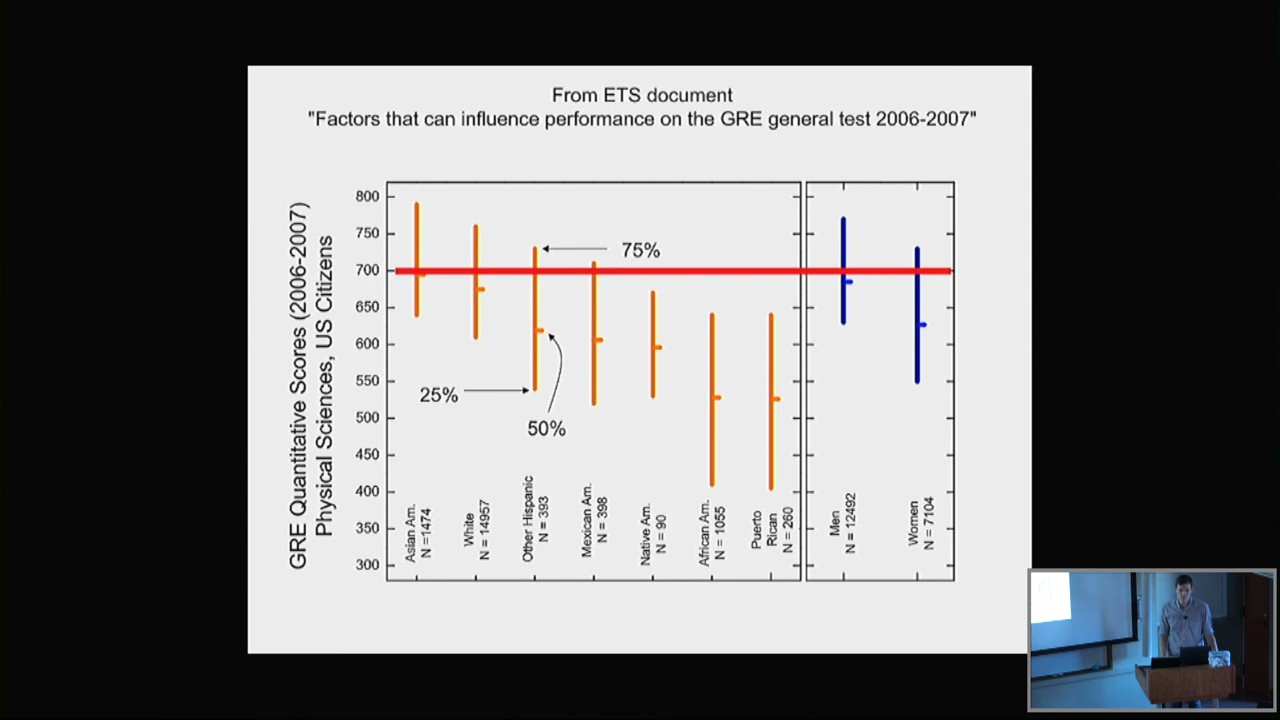 From ETS document
"Factors that can influence performance on the GRE general test 2006-2007"
GRE Quantitative Scores (2006-2007)
Physical Sciences, US Citizens
800
750
700
650
600
550
500
450
400
350
300
75%
25%
50%
Asian Am.
N =1474
White
N = 14957
Other Hispanic
N = 393
Mexican Am.
N = 398
Native Am.
N = 90
African Am.
N = 1055
Puerto
Rican
N = 260
Men
N = 12492
Women
N = 7104